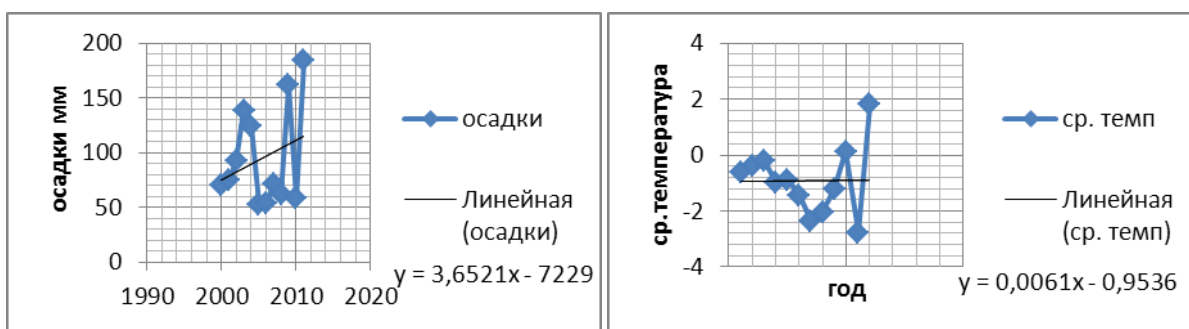 200
150
100
50
0
осадки мм
1990
2000
2010
2020
осадки
Линейная
(осадки)
y = 3,6521x - 7229
4
2
0
-2
-4
ср.температура
год
ср. темп
Линейная
(ср. темп)
y = 0,0061x - 0,9536